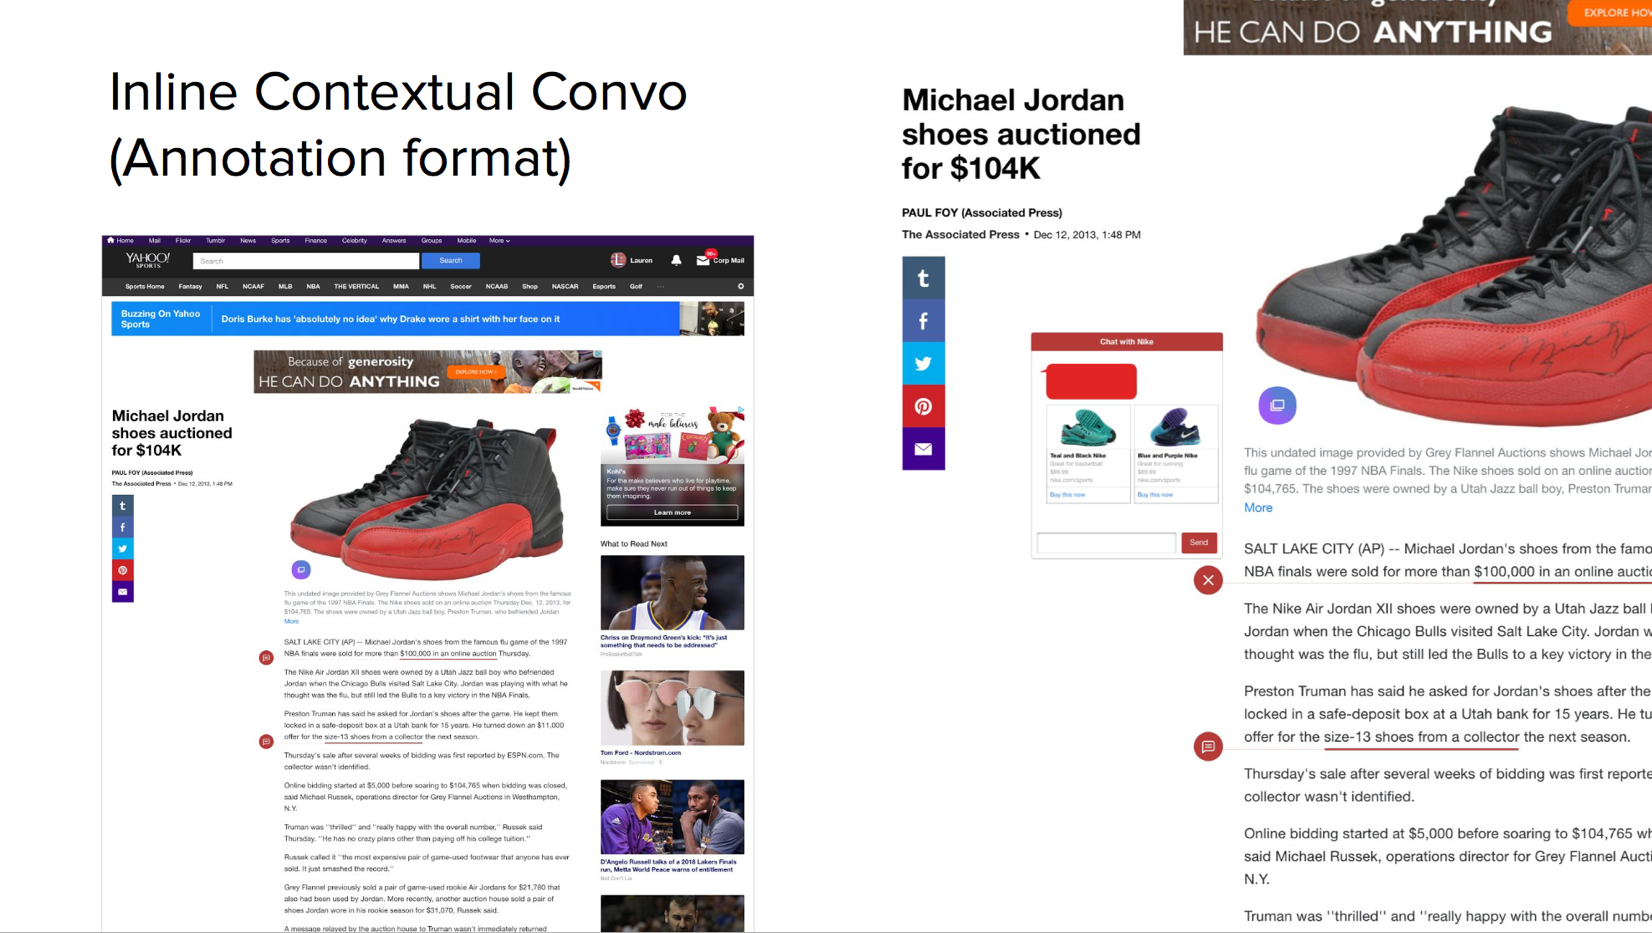 Inline Contextual Convo
(Annotation format)
Home Mail Flickr Tumblr News Sports Finance Celebrity Answers Groups Mobile More
YAHOO!
SPORTS
Search
Search
Lauren
Corp Mail
Sports Home Fantasy NFL NCAAF MLB NBA THE VERTICAL MMA NHL Soccer NCAAB Shop NASCAR Esports Golf ...
Buzzing On Yahoo
Sports
Doris Burke has 'absolutely no idea' why Drake wore a shirt with her face on it
Because of generosity
HE CAN DO ANYTHING
EXPLORE HOW >
Michael Jordan
shoes auctioned
for $104K
PAUL FOY (Associated Press)
The Associated Press • Dec 12, 2013, 1:48 PM
t
f
This undated image provided by Grey Flannel Auctions shows Michael Jordan's shoes from the
flu game of the 1997 NBA Finals. The Nike shoes sold on an online auction Thursday Dec. 12, 2013, for
$104,765. The shoes were owned by a Utah Jazz ball boy, Preston Truman, who befriended Jordan
More
SALT LAKE CITY (AP) -- Michael Jordan's shoes from the famous flu game of the 1997
NBA finals were sold for more than $100,000 in an online auction Thursday.
The Nike Air Jordan XII shoes were owned by a Utah Jazz ball boy who befriended
Jordan when the Chicago Bulls visited Salt Lake City. Jordan was playing with what he
thought was the flu, but still led the Bulls to a key victory in the NBA Finals.
Preston Truman has said he asked for Jordan's shoes after the game. He kept them
locked in a safe-deposit box at a Utah bank for 15 years. He turned down an $11,000
offer for the size-13 shoes from a collector the next season.
Thursday's sale after several weeks of bidding was first reported by ESPN.com. The
collector wasn't identified.
Online bidding started at $5,000 before soaring to $104,765 when bidding was closed,
said Michael Russek, operations director for Grey Flannel Auctions in Westhampton,
N.Y.
Truman was ''thrilled'' and ''really happy with the overall number,'' Russek said
Thursday. ''He has no crazy plans other than paying off his college tuition.''
Russek called it ''the most expensive pair of game-used footwear that anyone has ever
sold. It just smashed the record.''
Grey Flannel previously sold a pair of game-used rookie Air Jordans for $21,780 that
also had been used by Jordan. More recently, another auction house sold a pair of
shoes Jordan wore in his rookie season for $31,070, Russek said.
A message relayed by the auction house to Truman wasn't immediately returned
FOR THE
make believers
Kohl's
For the make believers who live for playtime,
make sure they never run out of things to keep
them imagining.
Learn more
What to Read Next
Chriss on Draymond Green's kick: "It's just
something that needs to be addressed"
ProBasketballTalk
Tom Ford - Nordstrom.com
Nordstrom Sponsored
D'Angelo Russell talks of a 2018 Lakers Finals
run, Metta World Peace warns of entitlement
Ball Don't Lie
HE CAN DO ANYTHING
EXPLORE HOW
Michael Jordan
shoes auctioned
for $104K
PAUL FOY (Associated Press)
The Associated Press • Dec 12, 2013, 1:48 PM
t
f
Chat with Nike
Teal and Black Nike
Great for basketball
$89.99
nike.com/sports
Buy this now
Blue and Purple Nike
Great for running
$89.99
nike.com/sports
Buy this now
Send
This undated image provided by Grey Flannel Auctions shows Michael Jor
flu game of the 1997 NBA Finals. The Nike shoes sold on an online auction
$104,765. The shoes were owned by a Utah Jazz ball boy, Preston Truman
More
SALT LAKE CITY (AP) -- Michael Jordan's shoes from the famo
NBA finals were sold for more than $100,000 in an online auctio
The Nike Air Jordan XII shoes were owned by a Utah Jazz ball
Jordan when the Chicago Bulls visited Salt Lake City. Jordan w
thought was the flu, but still led the Bulls to a key victory in the
Preston Truman has said he asked for Jordan's shoes after the
locked in a safe-deposit box at a Utah bank for 15 years. He tu
offer for the size-13 shoes from a collector the next season.
Thursday's sale after several weeks of bidding was first reporte
collector wasn't identified.
Online bidding started at $5,000 before soaring to $104,765 wh
said Michael Russek, operations director for Grey Flannel Aucti
N.Y.
Truman was ''thrilled'' and ''really happy with the overall numbe